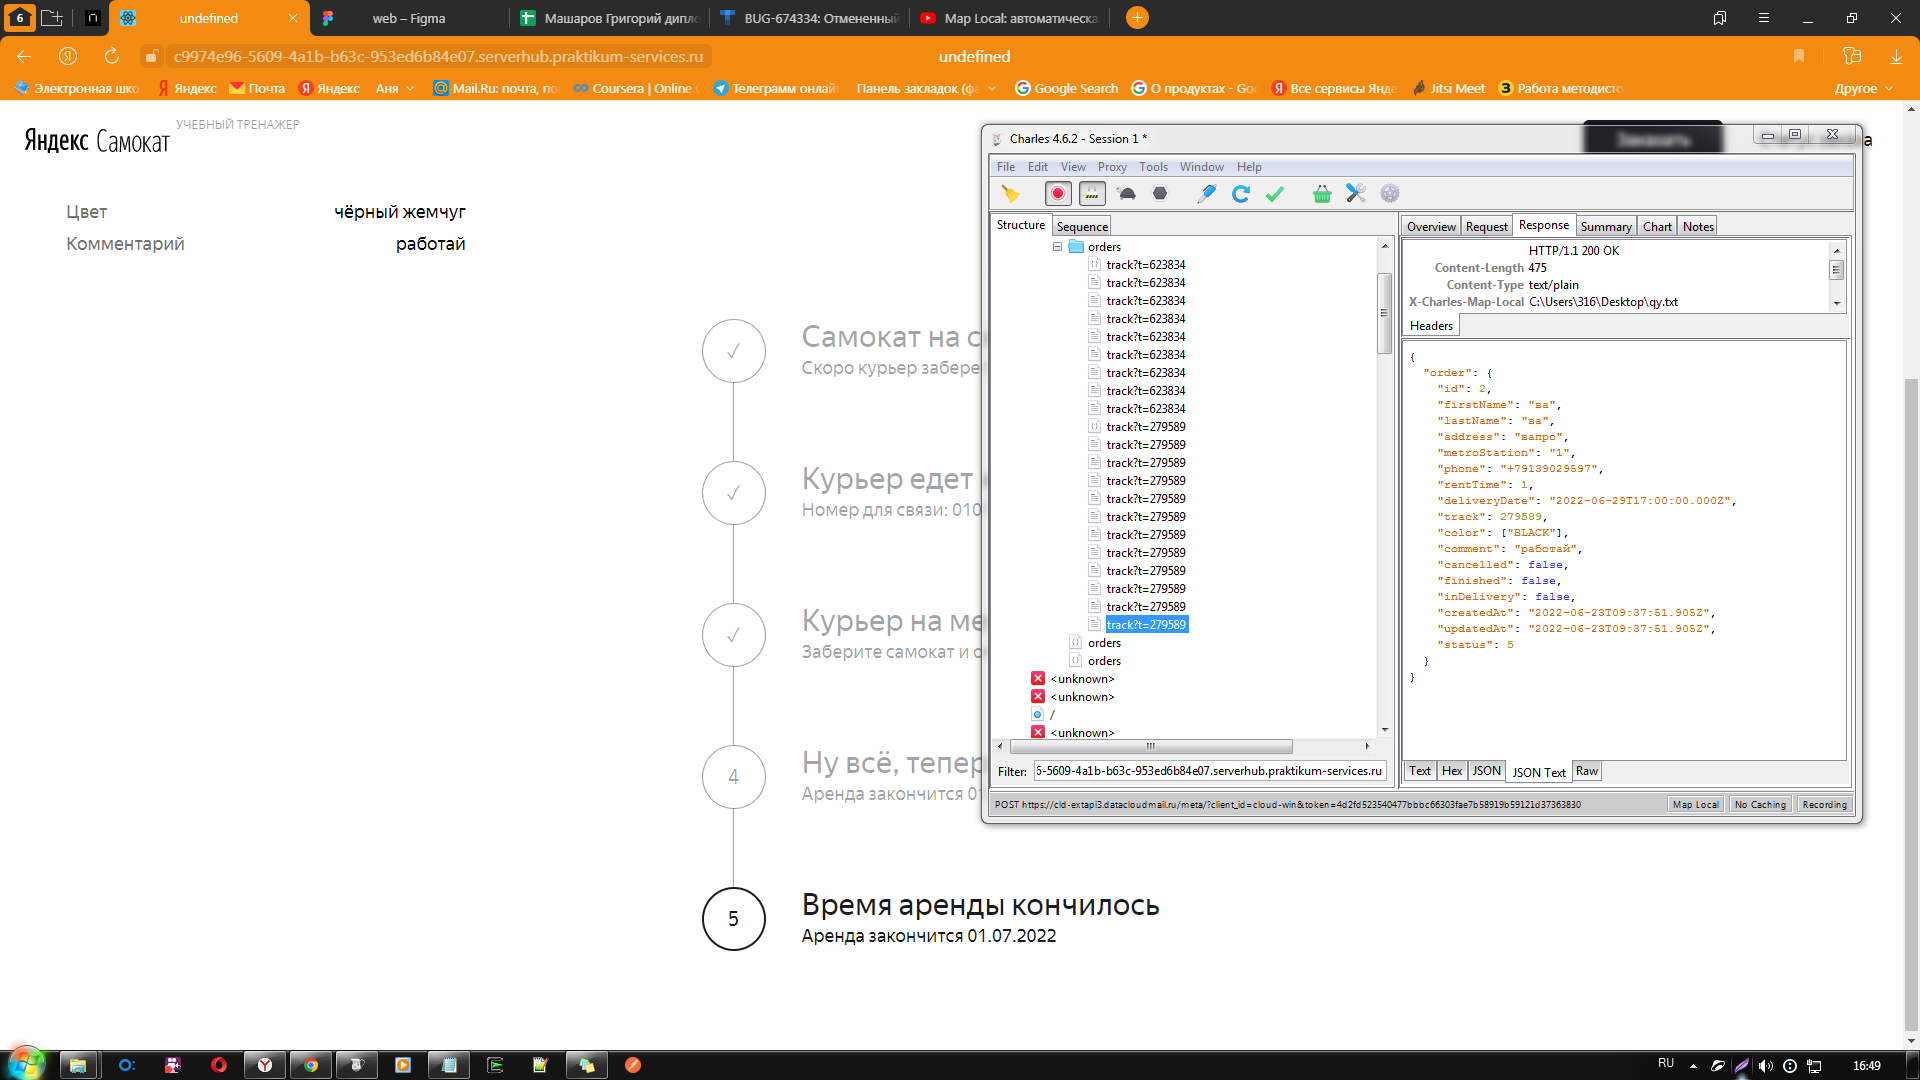 6
undefined
web – Figma
Машаров Григорий дипло
BUG-674334: Отмененный
Map Local: автоматическа
c9974e96-5609-4a1b-b63c-953ed6b84e07.serverhub.praktikum-services.ru
undefined
Электронная шко
Яндекс
Почта
Яндекс
Аня
Mail.Ru: почта, по
Coursera | Online
Телеграмм онлай
Панель закладок (ф
Google Search
О продуктах - Goo
Все сервисы Янде
Jitsi Meet
Работа методисто
Другое
Яндекс Самокат
УЧЕБНЫЙ ТРЕНАЖЕР
Заказать
Цвет
чёрный жемчуг
Комментарий
работай
Самокат на с
Скоро курьер заберё
Курьер едет
Номер для связи: 010
Курьер на ме
Заберите самокат и о
4
Ну всё, тепер
Аренда закончится 0
5
Время аренды кончилось
Аренда закончится 01.07.2022
Charles 4.6.2 - Session 1 *
File Edit View Proxy Tools Window Help
Structure
Sequence
orders
track?t=623834
track?t=623834
track?t=623834
track?t=623834
track?t=623834
track?t=623834
track?t=623834
track?t=623834
track?t=623834
track?t=279589
track?t=279589
track?t=279589
track?t=279589
track?t=279589
track?t=279589
track?t=279589
track?t=279589
track?t=279589
track?t=279589
track?t=279589
track?t=279589
orders
orders
<unknown>
<unknown>
/
<unknown>
Filter:
6-5609-4a1b-b63c-953ed6b84e07.serverhub.praktikum-services.ru
Overview
Request
Response
Summary
Chart
Notes
HTTP/1.1 200 OK
Content-Length 475
Content-Type text/plain
X-Charles-Map-Local C:\Users\316\Desktop\qy.txt
Headers
{
"order": {
"id": 2,
"firstName": "ва",
"lastName": "ва",
"address": "вапро",
"metroStation": "1",
"phone": "+79139029597",
"rentTime": 1,
"deliveryDate": "2022-06-29T17:00:00.000Z",
"track": 279589,
"color": ["BLACK"],
"comment": "работай",
"cancelled": false,
"finished": false,
"inDelivery": false,
"createdAt": "2022-06-23T09:37:51.905Z",
"updatedAt": "2022-06-23T09:37:51.905Z",
"status": 5
}
}
Text
Hex
JSON
JSON Text
Raw
POST https://cld-extapi3.datacloudmail.ru/meta/?client_id=cloud-win&token=4d2fd523540477bbbc66303fae7b58919b59121d37363830
Map Local
No Caching
Recording
RU
16:49